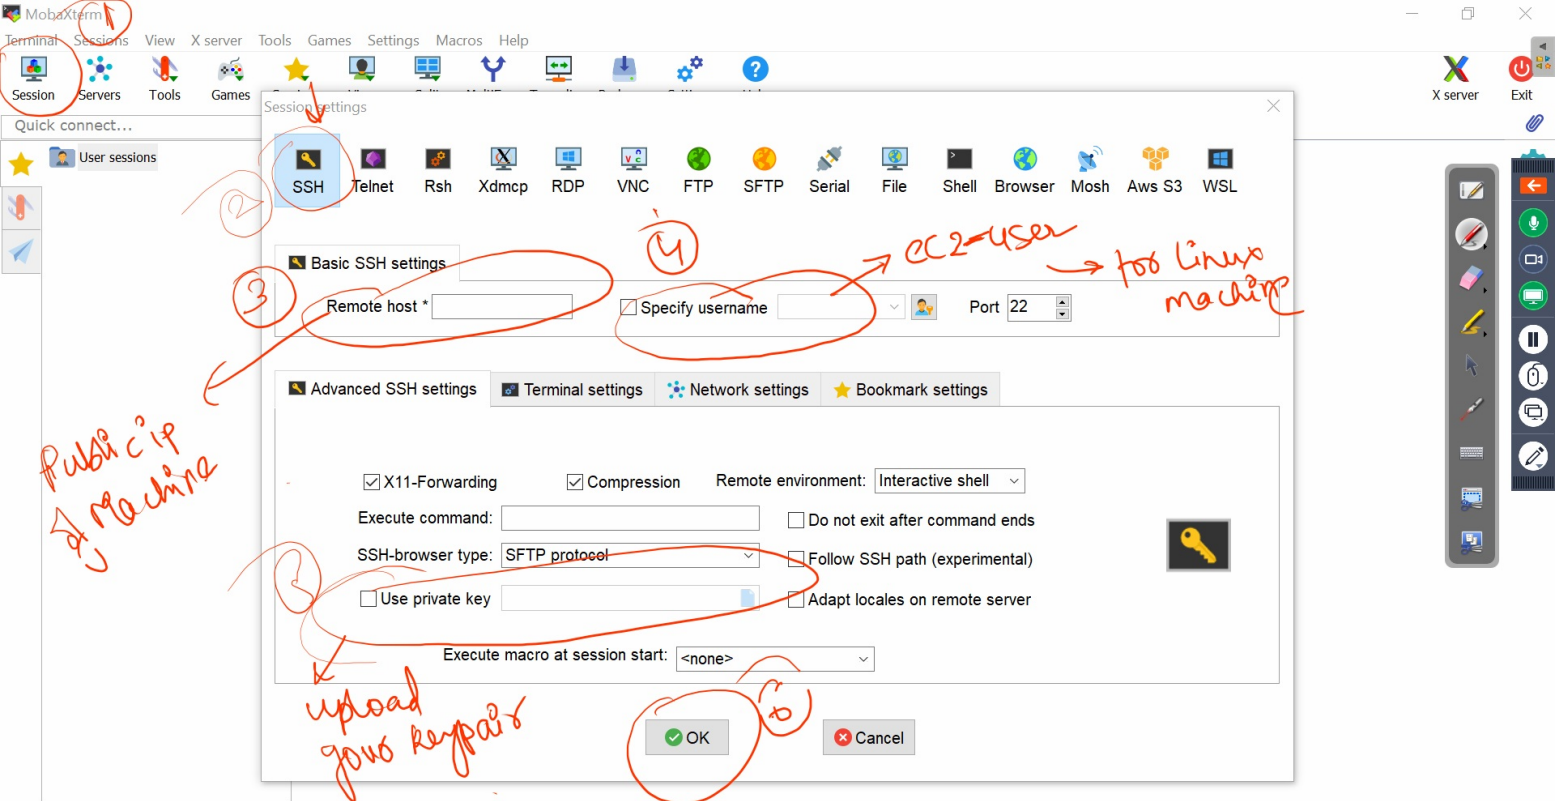 MobaXterm
1
Terminal Sessions View X server Tools Games Settings Macros Help
Session Servers Tools Games
X server Exit
Quick connect...
Session settings
User sessions
SSH Telnet Rsh Xdmcp RDP VNC FTP SFTP Serial File Shell Browser Mosh Aws S3 WSL
2
4
ec2-user
for Linux
machine
Basic SSH settings
3
Remote host * Specify username Port 22
Advanced SSH settings Terminal settings Network settings Bookmark settings
Public ip
of Machine
X11-Forwarding Compression Remote environment: Interactive shell
Execute command: Do not exit after command ends
SSH-browser type: SFTP protocol Follow SSH path (experimental)
Use private key Adapt locales on remote server
Execute macro at session start: <none>
upload
your keypair
6
OK Cancel